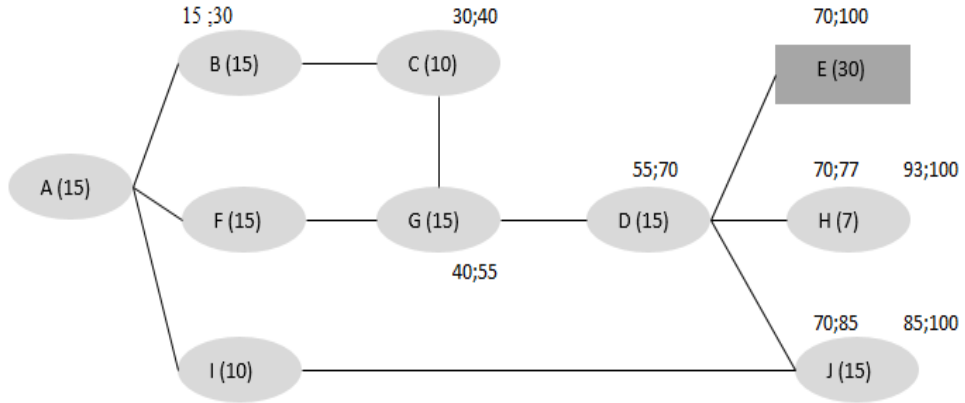 15 ;30
30;40
70;100
B (15)
C (10)
E (30)
A (15)
55;70
70;77
93;100
F (15)
G (15)
D (15)
H (7)
40;55
70;85
85;100
I (10)
J (15)